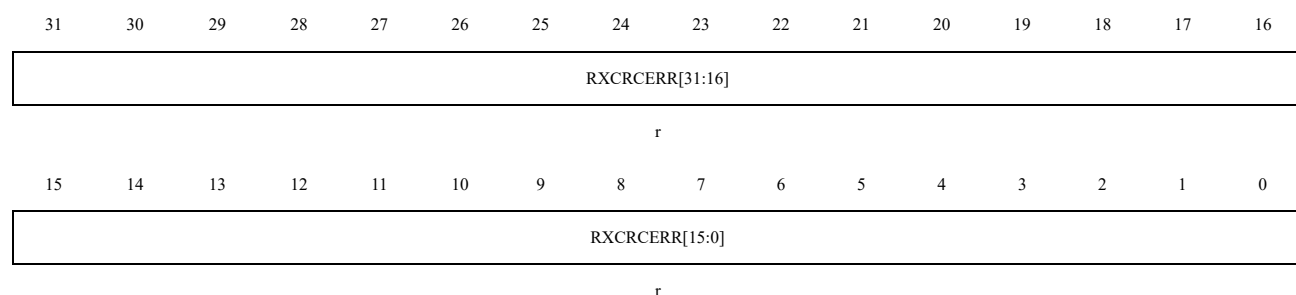 31 30 29 28 27 26 25 24 23 22 21 20 19 18 17 16
RXCRCERR[31:16]
r
15 14 13 12 11 10 9 8 7 6 5 4 3 2 1 0
RXCRCERR[15:0]
r